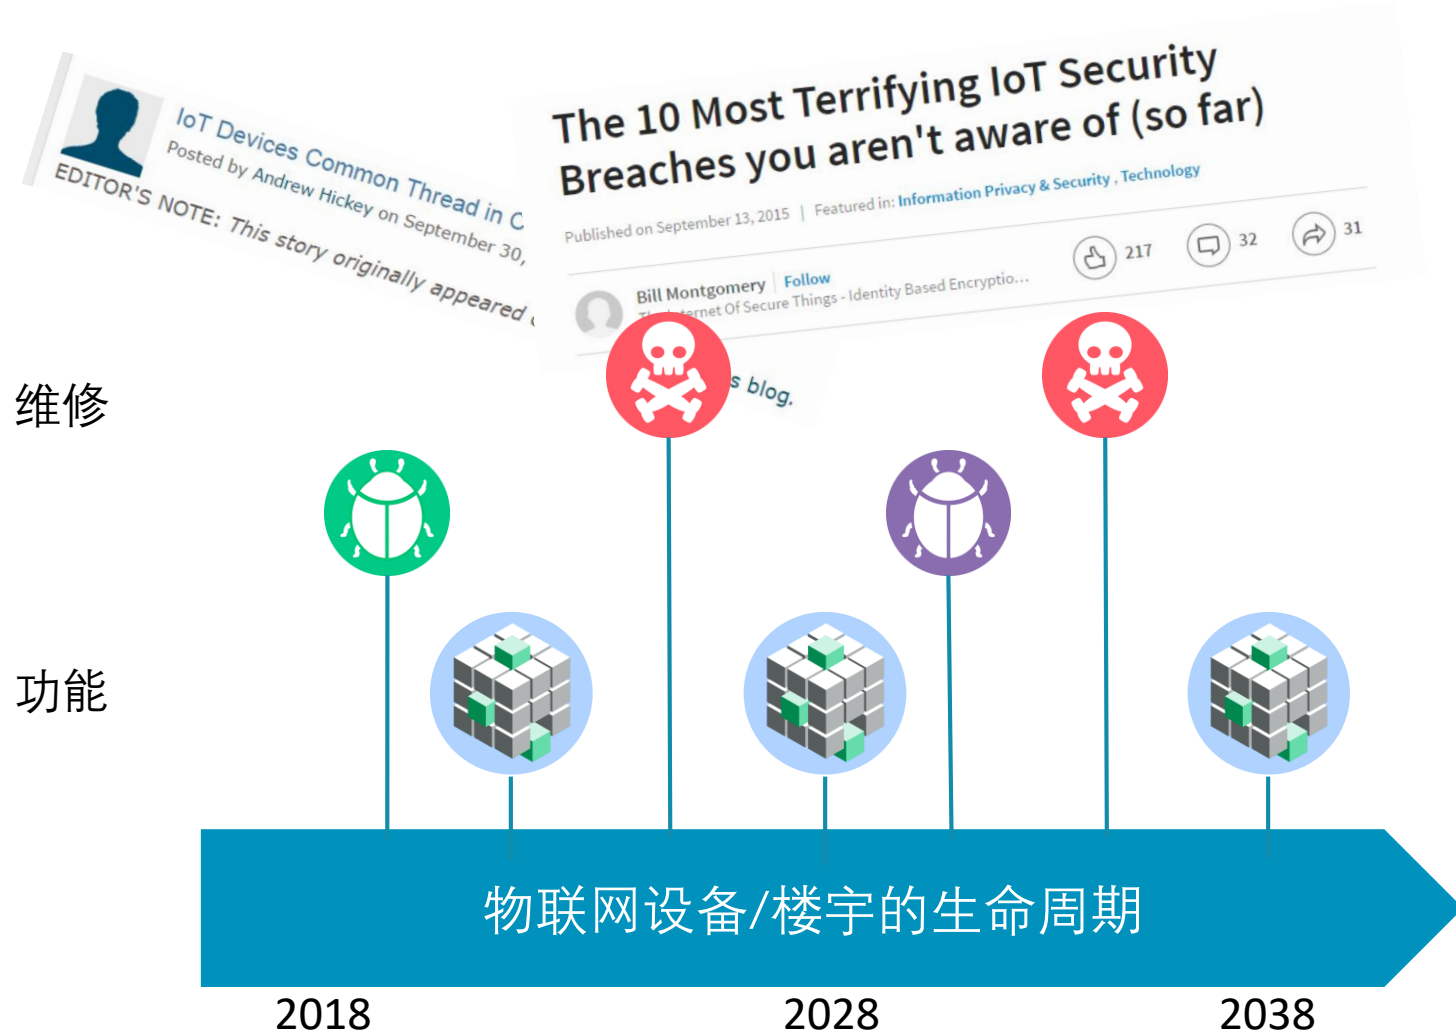 IoT Devices Common Thread in
Posted by Andrew Hickey on September 30,
EDITOR'S NOTE: This story originally appeared
The 10 Most Terrifying IoT Security
Breaches you aren't aware of (so far)
Published on September 13, 2015 | Featured in: Information Privacy & Security , Technology
Bill Montgomery Follow
Of Secure Things - Identity Based Encryptio...
217 32 31
blog.
维修
功能
物联网设备/楼宇的生命周期
2018 2028 2038